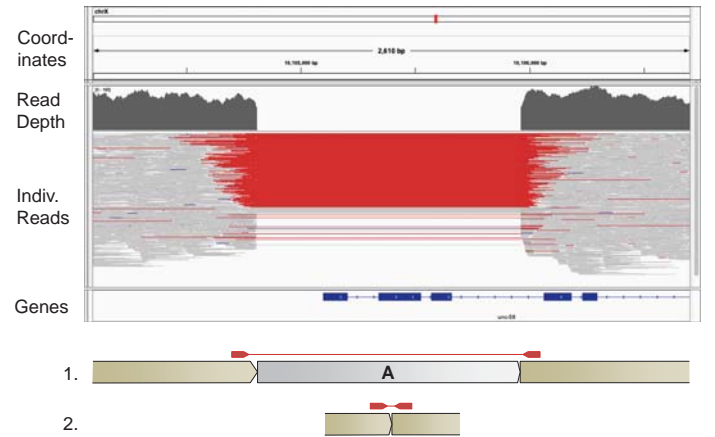 chrX
Coord-
inates
2,610 bp
Read
Depth
Indiv.
Reads
Genes
1.
A
2.